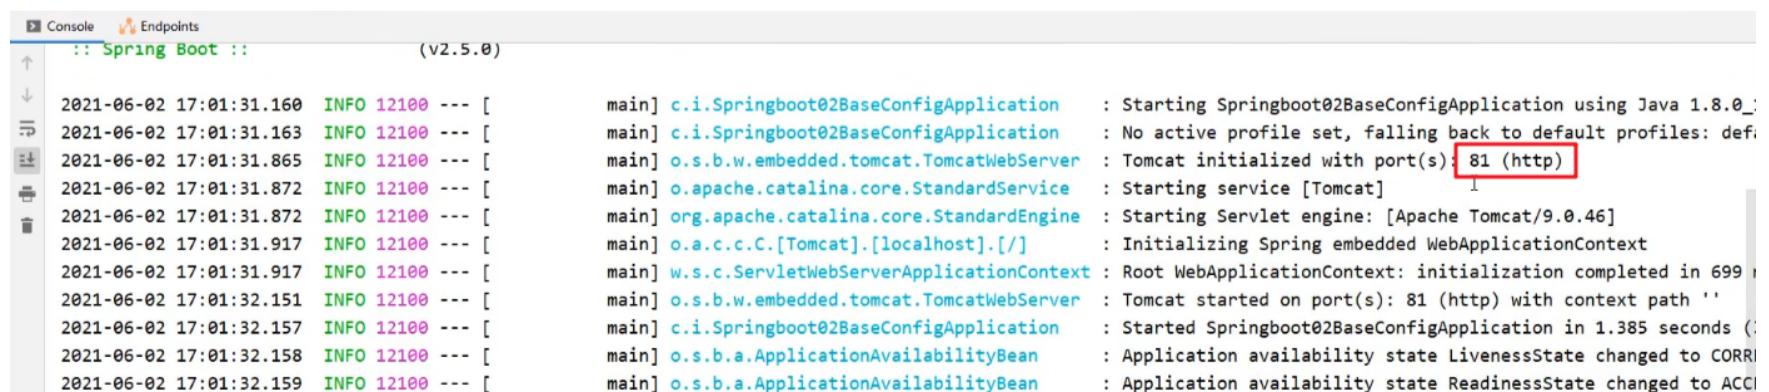 Console Endpoints
:: Spring Boot :: (v2.5.0)
2021-06-02 17:01:31.160 INFO 12100 --- [ main] c.i.Springboot02BaseConfigApplication : Starting Springboot02BaseConfigApplication using Java 1.8.0_
2021-06-02 17:01:31.163 INFO 12100 --- [ main] c.i.Springboot02BaseConfigApplication : No active profile set, falling back to default profiles: defa
2021-06-02 17:01:31.865 INFO 12100 --- [ main] o.s.b.w.embedded.tomcat.TomcatWebServer : Tomcat initialized with port(s): 81 (http)
2021-06-02 17:01:31.872 INFO 12100 --- [ main] o.apache.catalina.core.StandardService : Starting service [Tomcat]
2021-06-02 17:01:31.872 INFO 12100 --- [ main] org.apache.catalina.core.StandardEngine : Starting Servlet engine: [Apache Tomcat/9.0.46]
2021-06-02 17:01:31.917 INFO 12100 --- [ main] o.a.c.c.C.[Tomcat].[localhost].[/] : Initializing Spring embedded WebApplicationContext
2021-06-02 17:01:31.917 INFO 12100 --- [ main] w.s.c.ServletWebServerApplicationContext : Root WebApplicationContext: initialization completed in 699
2021-06-02 17:01:32.151 INFO 12100 --- [ main] o.s.b.w.embedded.tomcat.TomcatWebServer : Tomcat started on port(s): 81 (http) with context path ''
2021-06-02 17:01:32.157 INFO 12100 --- [ main] c.i.Springboot02BaseConfigApplication : Started Springboot02BaseConfigApplication in 1.385 seconds (
2021-06-02 17:01:32.158 INFO 12100 --- [ main] o.s.b.a.ApplicationAvailabilityBean : Application availability state LivenessState changed to CORR
2021-06-02 17:01:32.159 INFO 12100 --- [ main] o.s.b.a.ApplicationAvailabilityBean : Application availability state ReadinessState changed to ACC